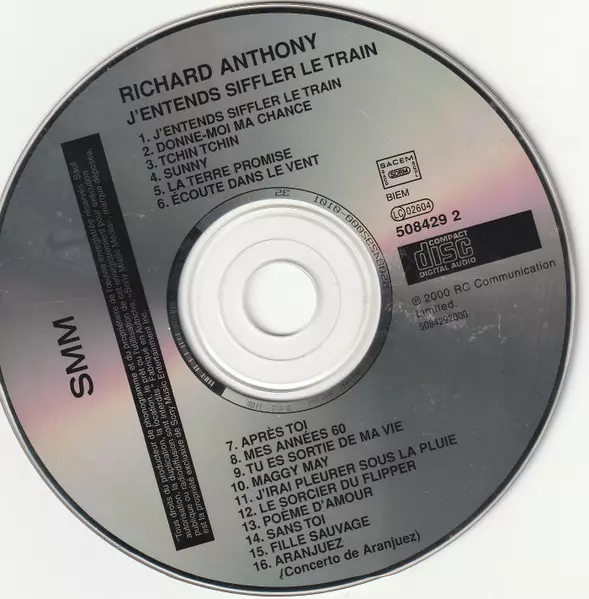 RICHARD ANTHONY
J'ENTENDS SIFFLER LE TRAIN
1. J'ENTENDS SIFFLER LE TRAIN
2. DONNE-MOI MA CHANCE
3. TCHIN TCHIN
4. SUNNY
5. LA TERRE PROMISE
6. ÉCOUTE DANS LE VENT
SACEM
SDRM
BIEM
LC 02604
508429 2
COMPACT
disc
DIGITAL AUDIO
℗ 2000 RC Communication
Limited.
5084292000
SMM
7. APRÈS TOI
8. MES ANNÉES 60
9. TU ES SORTIE DE MA VIE
10. MAGGY MAY
11. J'IRAI PLEURER SOUS LA PLUIE
12. LE SORCIER DU FLIPPER
13. POÈME D'AMOUR
14. SANS TOI
15. FILLE SAUVAGE
16. ARANJUEZ
(Concerto de Aranjuez)